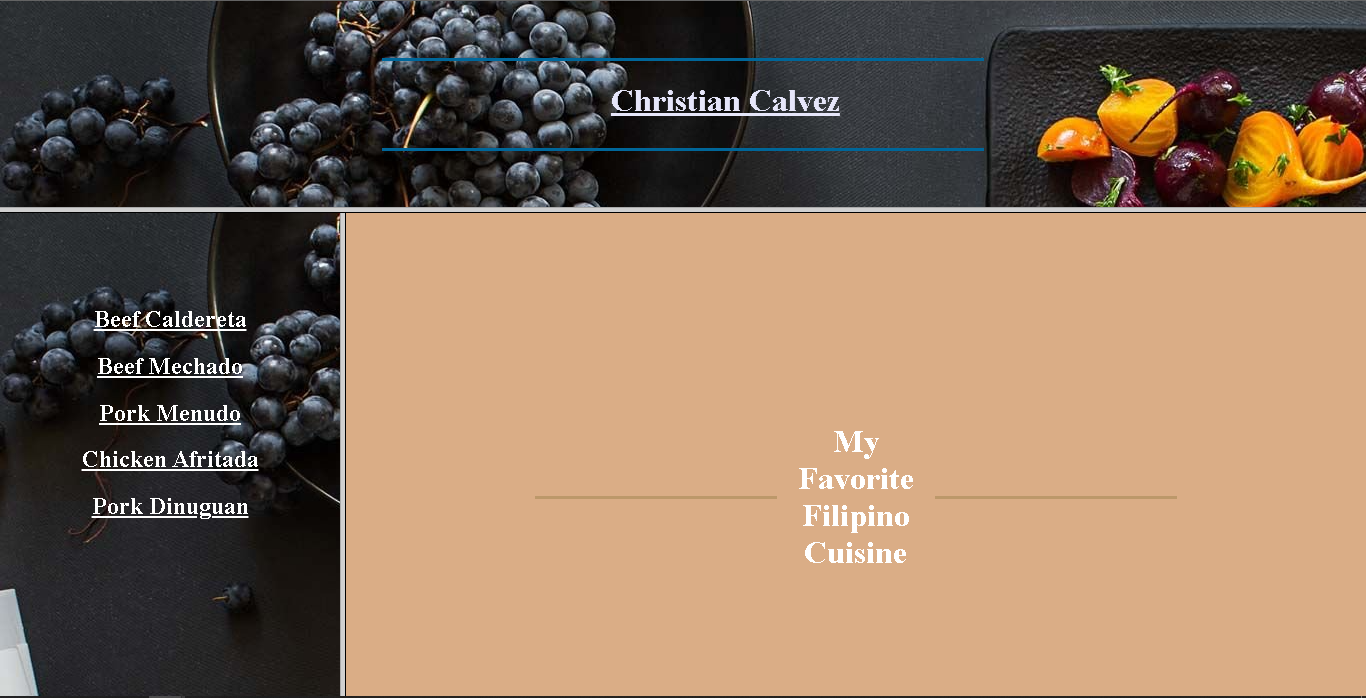 Christian Calvez
Beef Caldereta
Beef Mechado
Pork Menudo
Chicken Afritada
Pork Dinuguan
My
Favorite
Filipino
Cuisine